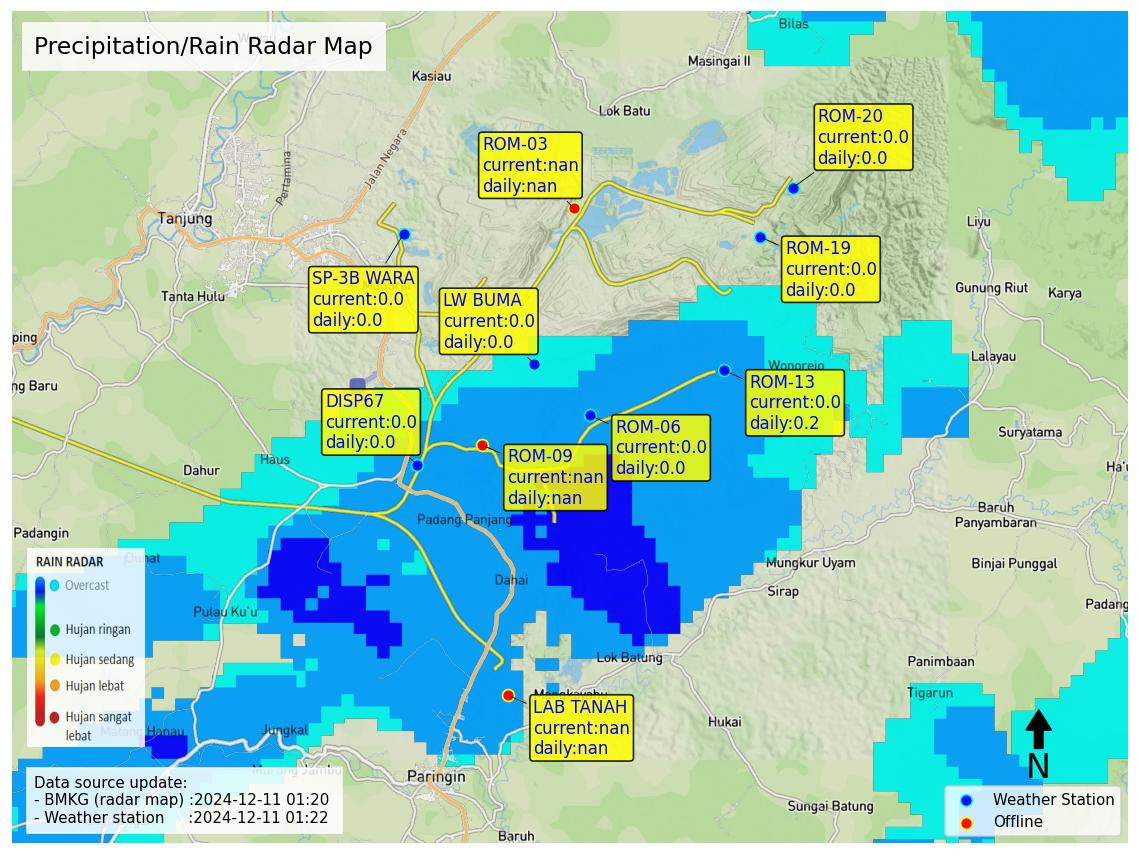 Precipitation/Rain Radar Map
Bilas
Masingai II
Kasiau
Lok Batu
Jalan Negara
Pertamina
Tanjung
Tanta Hulu
ROM-20
current:0.0
daily:0.0
ROM-03
current:nan
daily:nan
Liyu
ROM-19
current:0.0
daily:0.0
SP-3B WARA
current:0.0
daily:0.0
LW BUMA
current:0.0
daily:0.0
Gunung Riut
Karya
ping
Lalayau
ng Baru
Wonorejo
ROM-13
current:0.0
daily:0.2
DISP67
current:0.0
daily:0.0
ROM-06
current:0.0
daily:0.0
Suryatama
Haus
Dahur
ROM-09
current:nan
daily:nan
Ha'u
Baruh
Panyambaran
Padang Panjang
Padangin
Binjai Punggal
Mungkur Uyam
Dahai
Sirap
Padang
Pulau Ku'u
RAIN RADAR
Overcast
Hujan ringan
Hujan sedang
Hujan lebat
Hujan sangat
lebat
Lok Batung
Panimbaan
Tigarun
Mangkayahu
LAB TANAH
current:nan
daily:nan
Hukai
Matang Hanau
Jungkal
Murung Jambu
Paringin
N
Data source update:
- BMKG (radar map) :2024-12-11 01:20
- Weather station :2024-12-11 01:22
Sungai Batung
Baruh
Weather Station
Offline